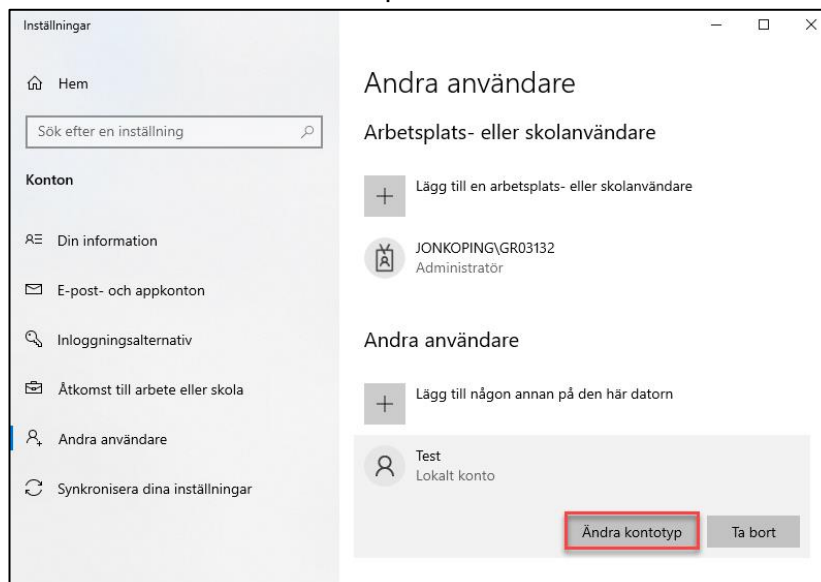 Inställningar
Hem
Sök efter en inställning
Konton
Din information
E-post- och appkonton
Inloggningsalternativ
Åtkomst till arbete eller skola
Andra användare
Synkronisera dina inställningar
Andra användare
Arbetsplats- eller skolanvändare
Lägg till en arbetsplats- eller skolanvändare
JONKOPING\GR03132
Administratör
Andra användare
Lägg till någon annan på den här datorn
Test
Lokalt konto
Ändra kontotyp
Ta bort